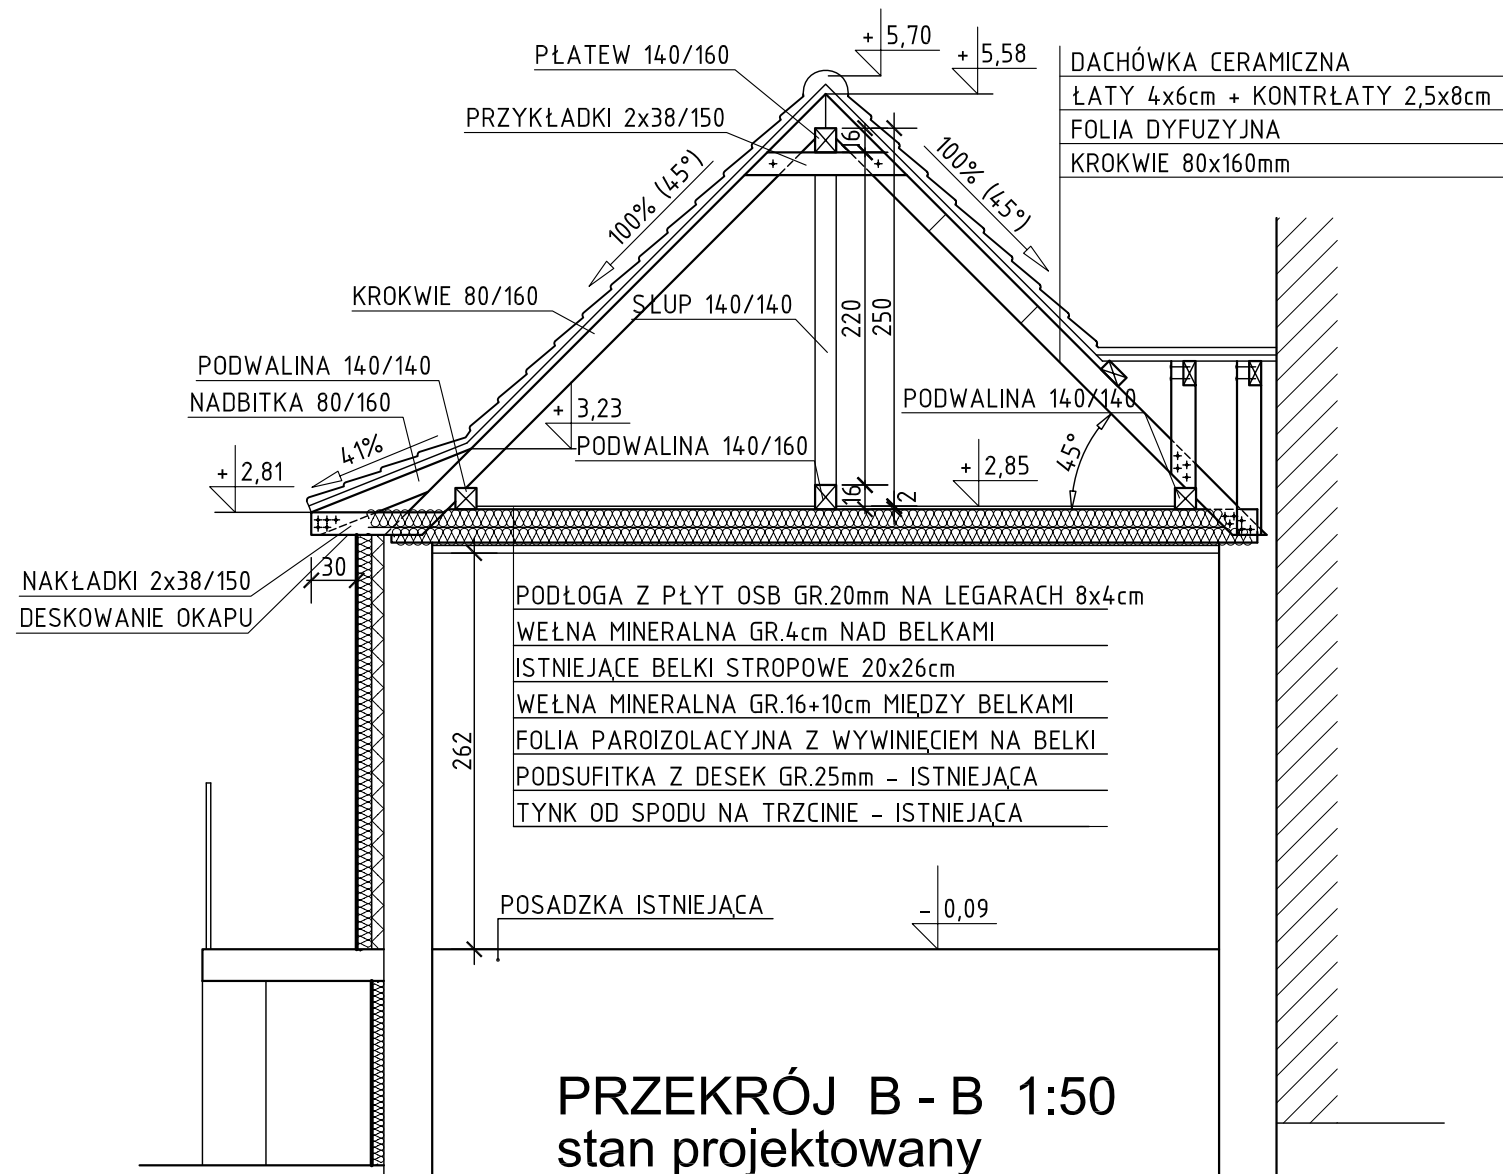 + 5,70
PŁATEW 140/160
+ 5,58
DACHÓWKA CERAMICZNA
ŁATY 4x6cm + KONTRŁATY 2,5x8cm
PRZYKŁADKI 2x38/150
FOLIA DYFUZYJNA
KROKWIE 80x160mm
16
100% (45°)
100% (45°)
KROKWIE 80/160
SŁUP 140/140
220
250
PODWALINA 140/140
NADBITKA 80/160
+ 3,23
PODWALINA 140/140
41%
PODWALINA 140/160
45°
+ 2,81
+ 2,85
16
2
NAKŁADKI 2x38/150
30
DESKOWANIE OKAPU
PODŁOGA Z PŁYT OSB GR.20mm NA LEGARACH 8x4cm
WEŁNA MINERALNA GR.4cm NAD BELKAMI
ISTNIEJĄCE BELKI STROPOWE 20x26cm
WEŁNA MINERALNA GR.16+10cm MIĘDZY BELKAMI
FOLIA PAROIZOLACYJNA Z WYWINIĘCIEM NA BELKI
PODSUFITKA Z DESEK GR.25mm – ISTNIEJĄCA
TYNK OD SPODU NA TRZCINIE – ISTNIEJĄCA
262
POSADZKA ISTNIEJĄCA
– 0,09
PRZEKRÓJ B - B 1:50
stan projektowany